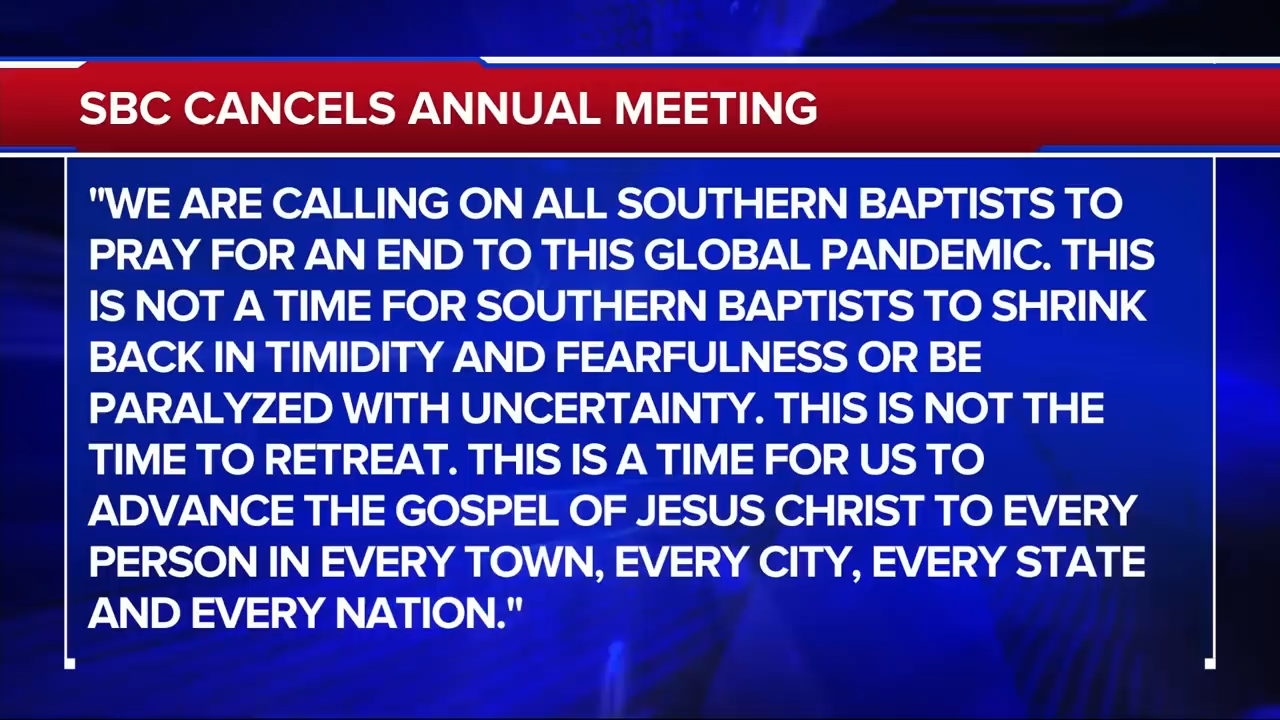 SBC CANCELS ANNUAL MEETING
"WE ARE CALLING ON ALL SOUTHERN BAPTISTS TO
PRAY FOR AN END TO THIS GLOBAL PANDEMIC. THIS
IS NOT A TIME FOR SOUTHERN BAPTISTS TO SHRINK
BACK IN TIMIDITY AND FEARFULNESS OR BE
PARALYZED WITH UNCERTAINTY. THIS IS NOT THE
TIME TO RETREAT. THIS IS A TIME FOR US TO
ADVANCE THE GOSPEL OF JESUS CHRIST TO EVERY
PERSON IN EVERY TOWN, EVERY CITY, EVERY STATE
AND EVERY NATION."